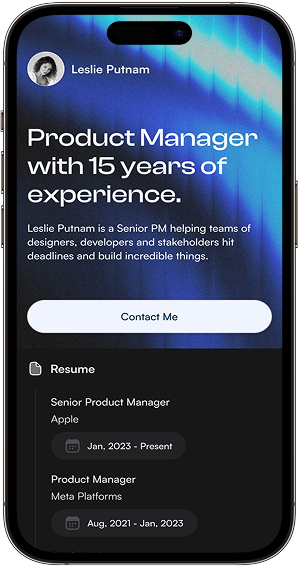 Leslie Putnam
Product Manager
with 15 years of
experience.
Leslie Putnam is a Senior PM helping teams of
designers, developers and stakeholders hit
deadlines and build incredible things.
Contact Me
Resume
Senior Product Manager
Apple
Jan, 2023 - Present
Product Manager
Meta Platforms
Aug, 2021 - Jan, 2023